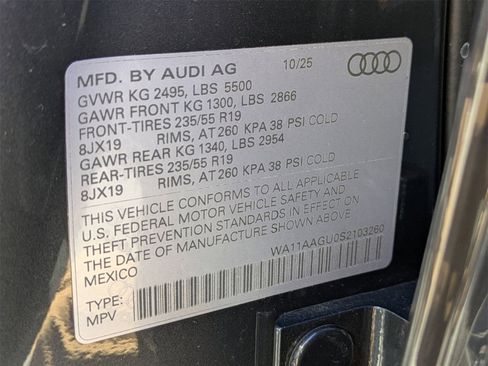 MFD. BY AUDI AG 10/25
GVWR KG 2495, LBS 5500
GAWR FRONT KG 1300, LBS 2866
FRONT-TIRES 235/55 R19
8JX19 RIMS, AT 260 KPA 38 PSI COLD
GAWR REAR KG 1340, LBS 2954
REAR-TIRES 235/55 R19
8JX19 RIMS, AT 260 KPA 38 PSI COLD
THIS VEHICLE CONFORMS TO ALL APPLICABLE
U.S. FEDERAL MOTOR VEHICLE SAFETY AND
THEFT PREVENTION STANDARDS IN EFFECT ON
THE DATE OF MANUFACTURE SHOWN ABOVE.
MEXICO WA11AAGU0S2103260
TYPE:
MPV